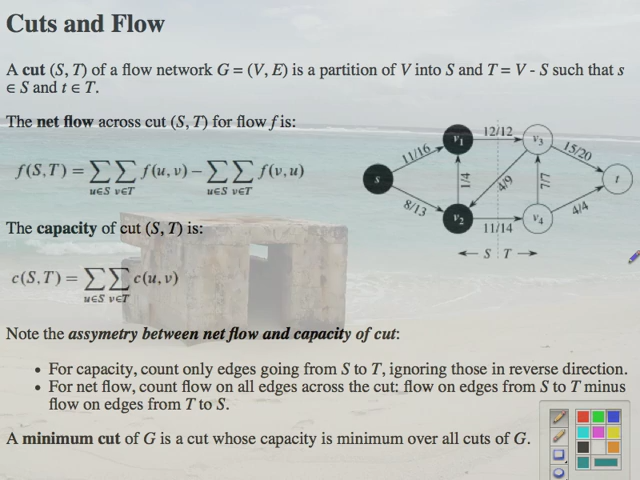 Cuts and Flow
A cut (S, T) of a flow network G = (V, E) is a partition of V into S and T = V - S such that s
∈ S and t ∈ T.
The net flow across cut (S, T) for flow f is:
f(S,T) = ∑ ∑ f(u,v) − ∑ ∑ f(v,u)
u∈S v∈T u∈S v∈T
The capacity of cut (S, T) is:
c(S,T) = ∑ ∑ c(u,v)
u∈S v∈T
s
11/16
8/13
v1
v2
1/4
12/12
4/9
11/14
v3
v4
7/7
15/20
4/4
t
← S T →
Note the assymetry between net flow and capacity of cut:
• For capacity, count only edges going from S to T, ignoring those in reverse direction.
• For net flow, count flow on all edges across the cut: flow on edges from S to T minus
flow on edges from T to S.
A minimum cut of G is a cut whose capacity is minimum over all cuts of G.